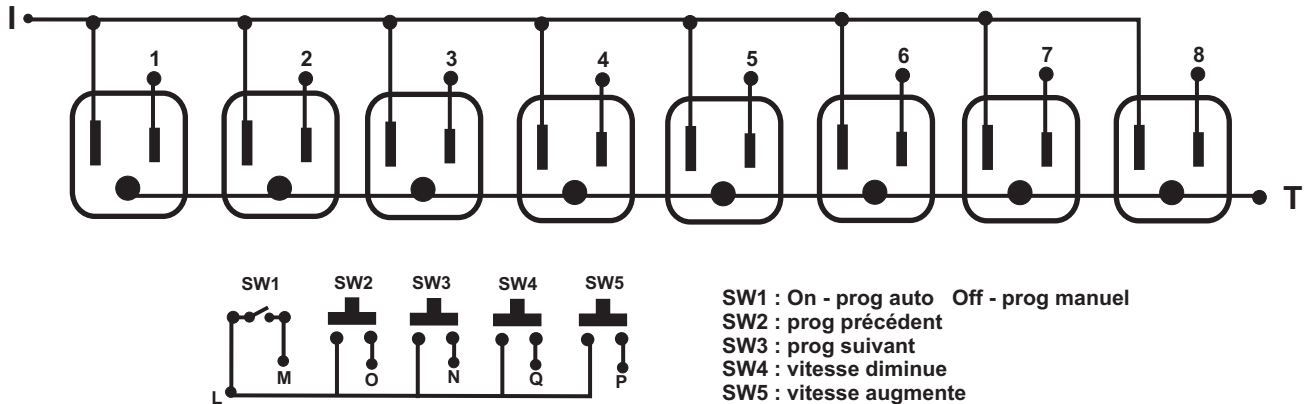 I
1 2 3 4 5 6 7 8
T
SW1 SW2 SW3 SW4 SW5
M O N Q P
L
SW1 : On - prog auto Off - prog manuel
SW2 : prog précédent
SW3 : prog suivant
SW4 : vitesse diminue
SW5 : vitesse augmente